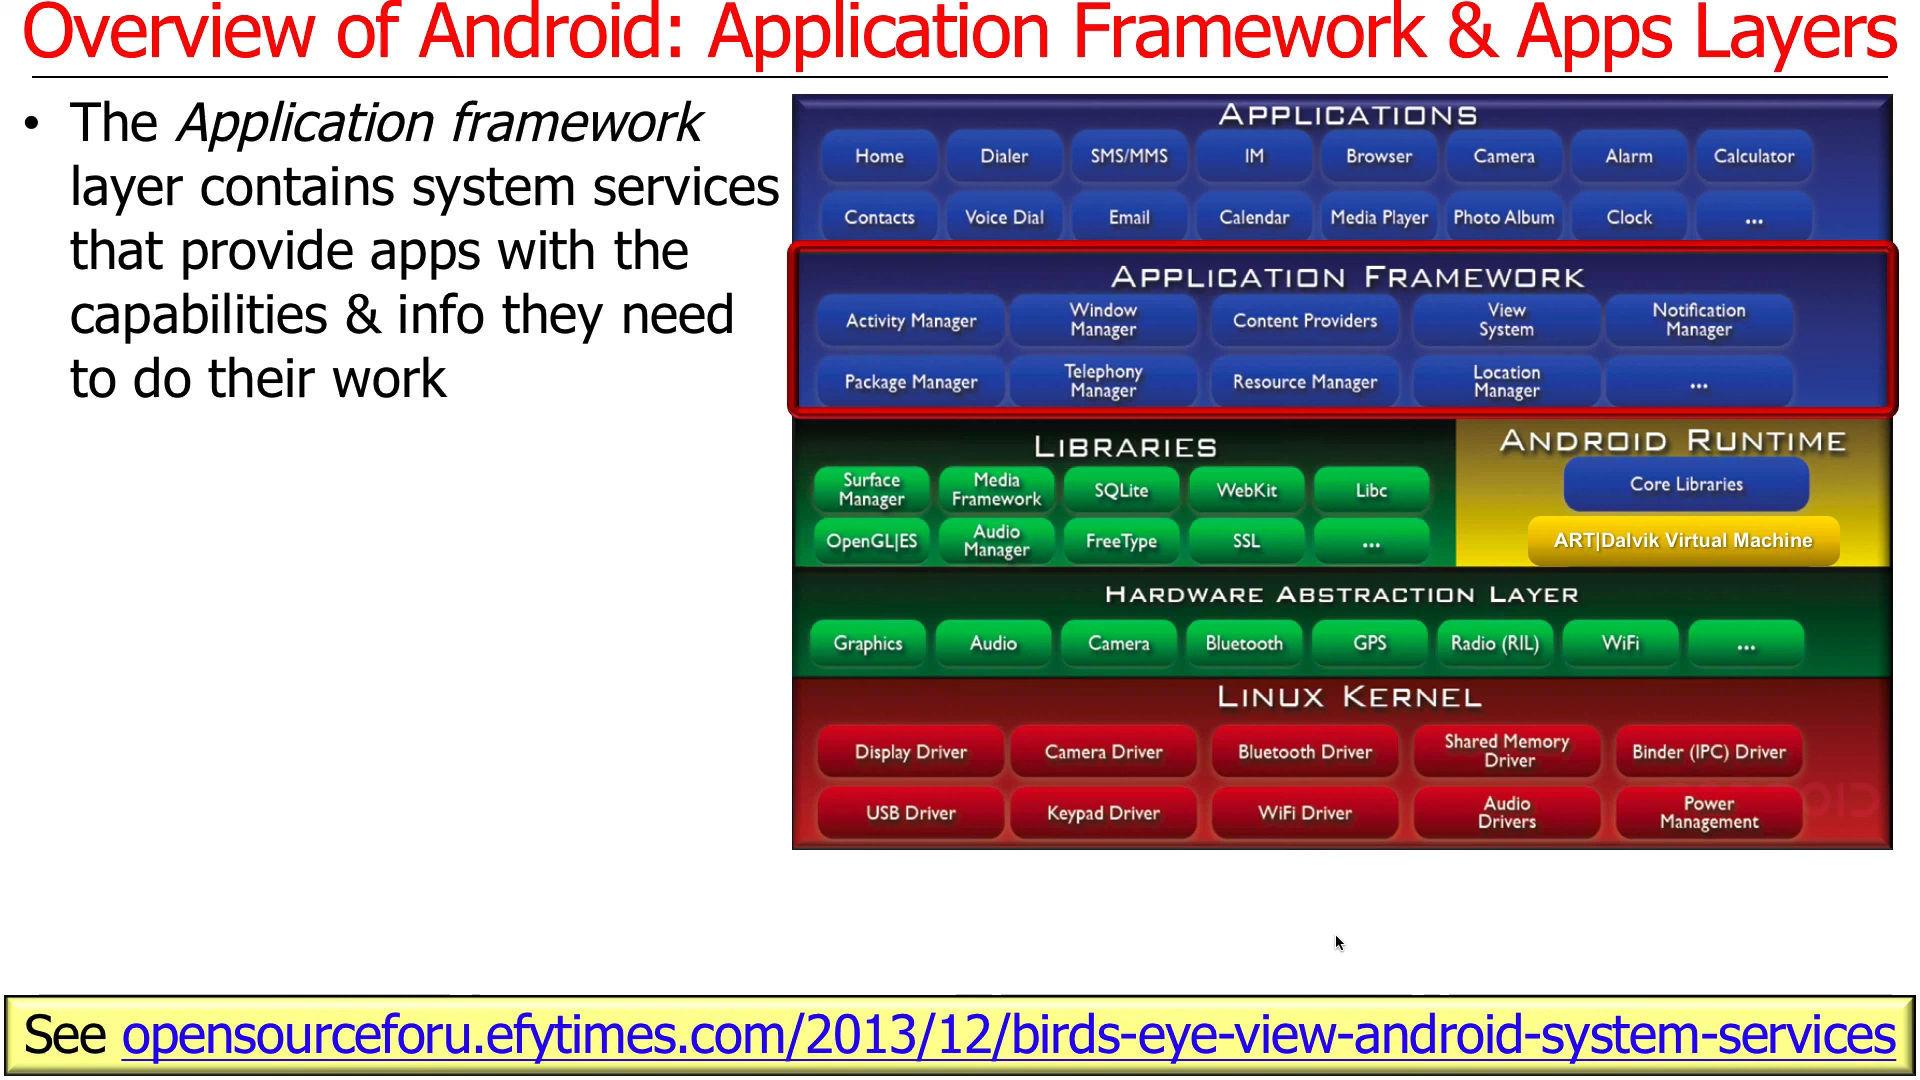 Overview of Android: Application Framework & Apps Layers
• The Application framework
layer contains system services
that provide apps with the
capabilities & info they need
to do their work
APPLICATIONS
Home Dialer SMS/MMS IM Browser Camera Alarm Calculator
Contacts Voice Dial Email Calendar Media Player Photo Album Clock ...
APPLICATION FRAMEWORK
Activity Manager
Window
Manager
Content Providers
View
System
Notification
Manager
Package Manager
Telephony
Manager
Resource Manager
Location
Manager
...
LIBRARIES
Surface
Manager
Media
Framework
SQLite
WebKit
Libc
OpenGL|ES
Audio
Manager
FreeType
SSL
...
ANDROID RUNTIME
Core Libraries
ART|Dalvik Virtual Machine
HARDWARE ABSTRACTION LAYER
Graphics Audio Camera Bluetooth GPS Radio (RIL) WiFi ...
LINUX KERNEL
Display Driver
Camera Driver
Bluetooth Driver
Shared Memory
Driver
Binder (IPC) Driver
USB Driver
Keypad Driver
WiFi Driver
Audio
Drivers
Power
Management
See opensourceforu.efytimes.com/2013/12/birds-eye-view-android-system-services